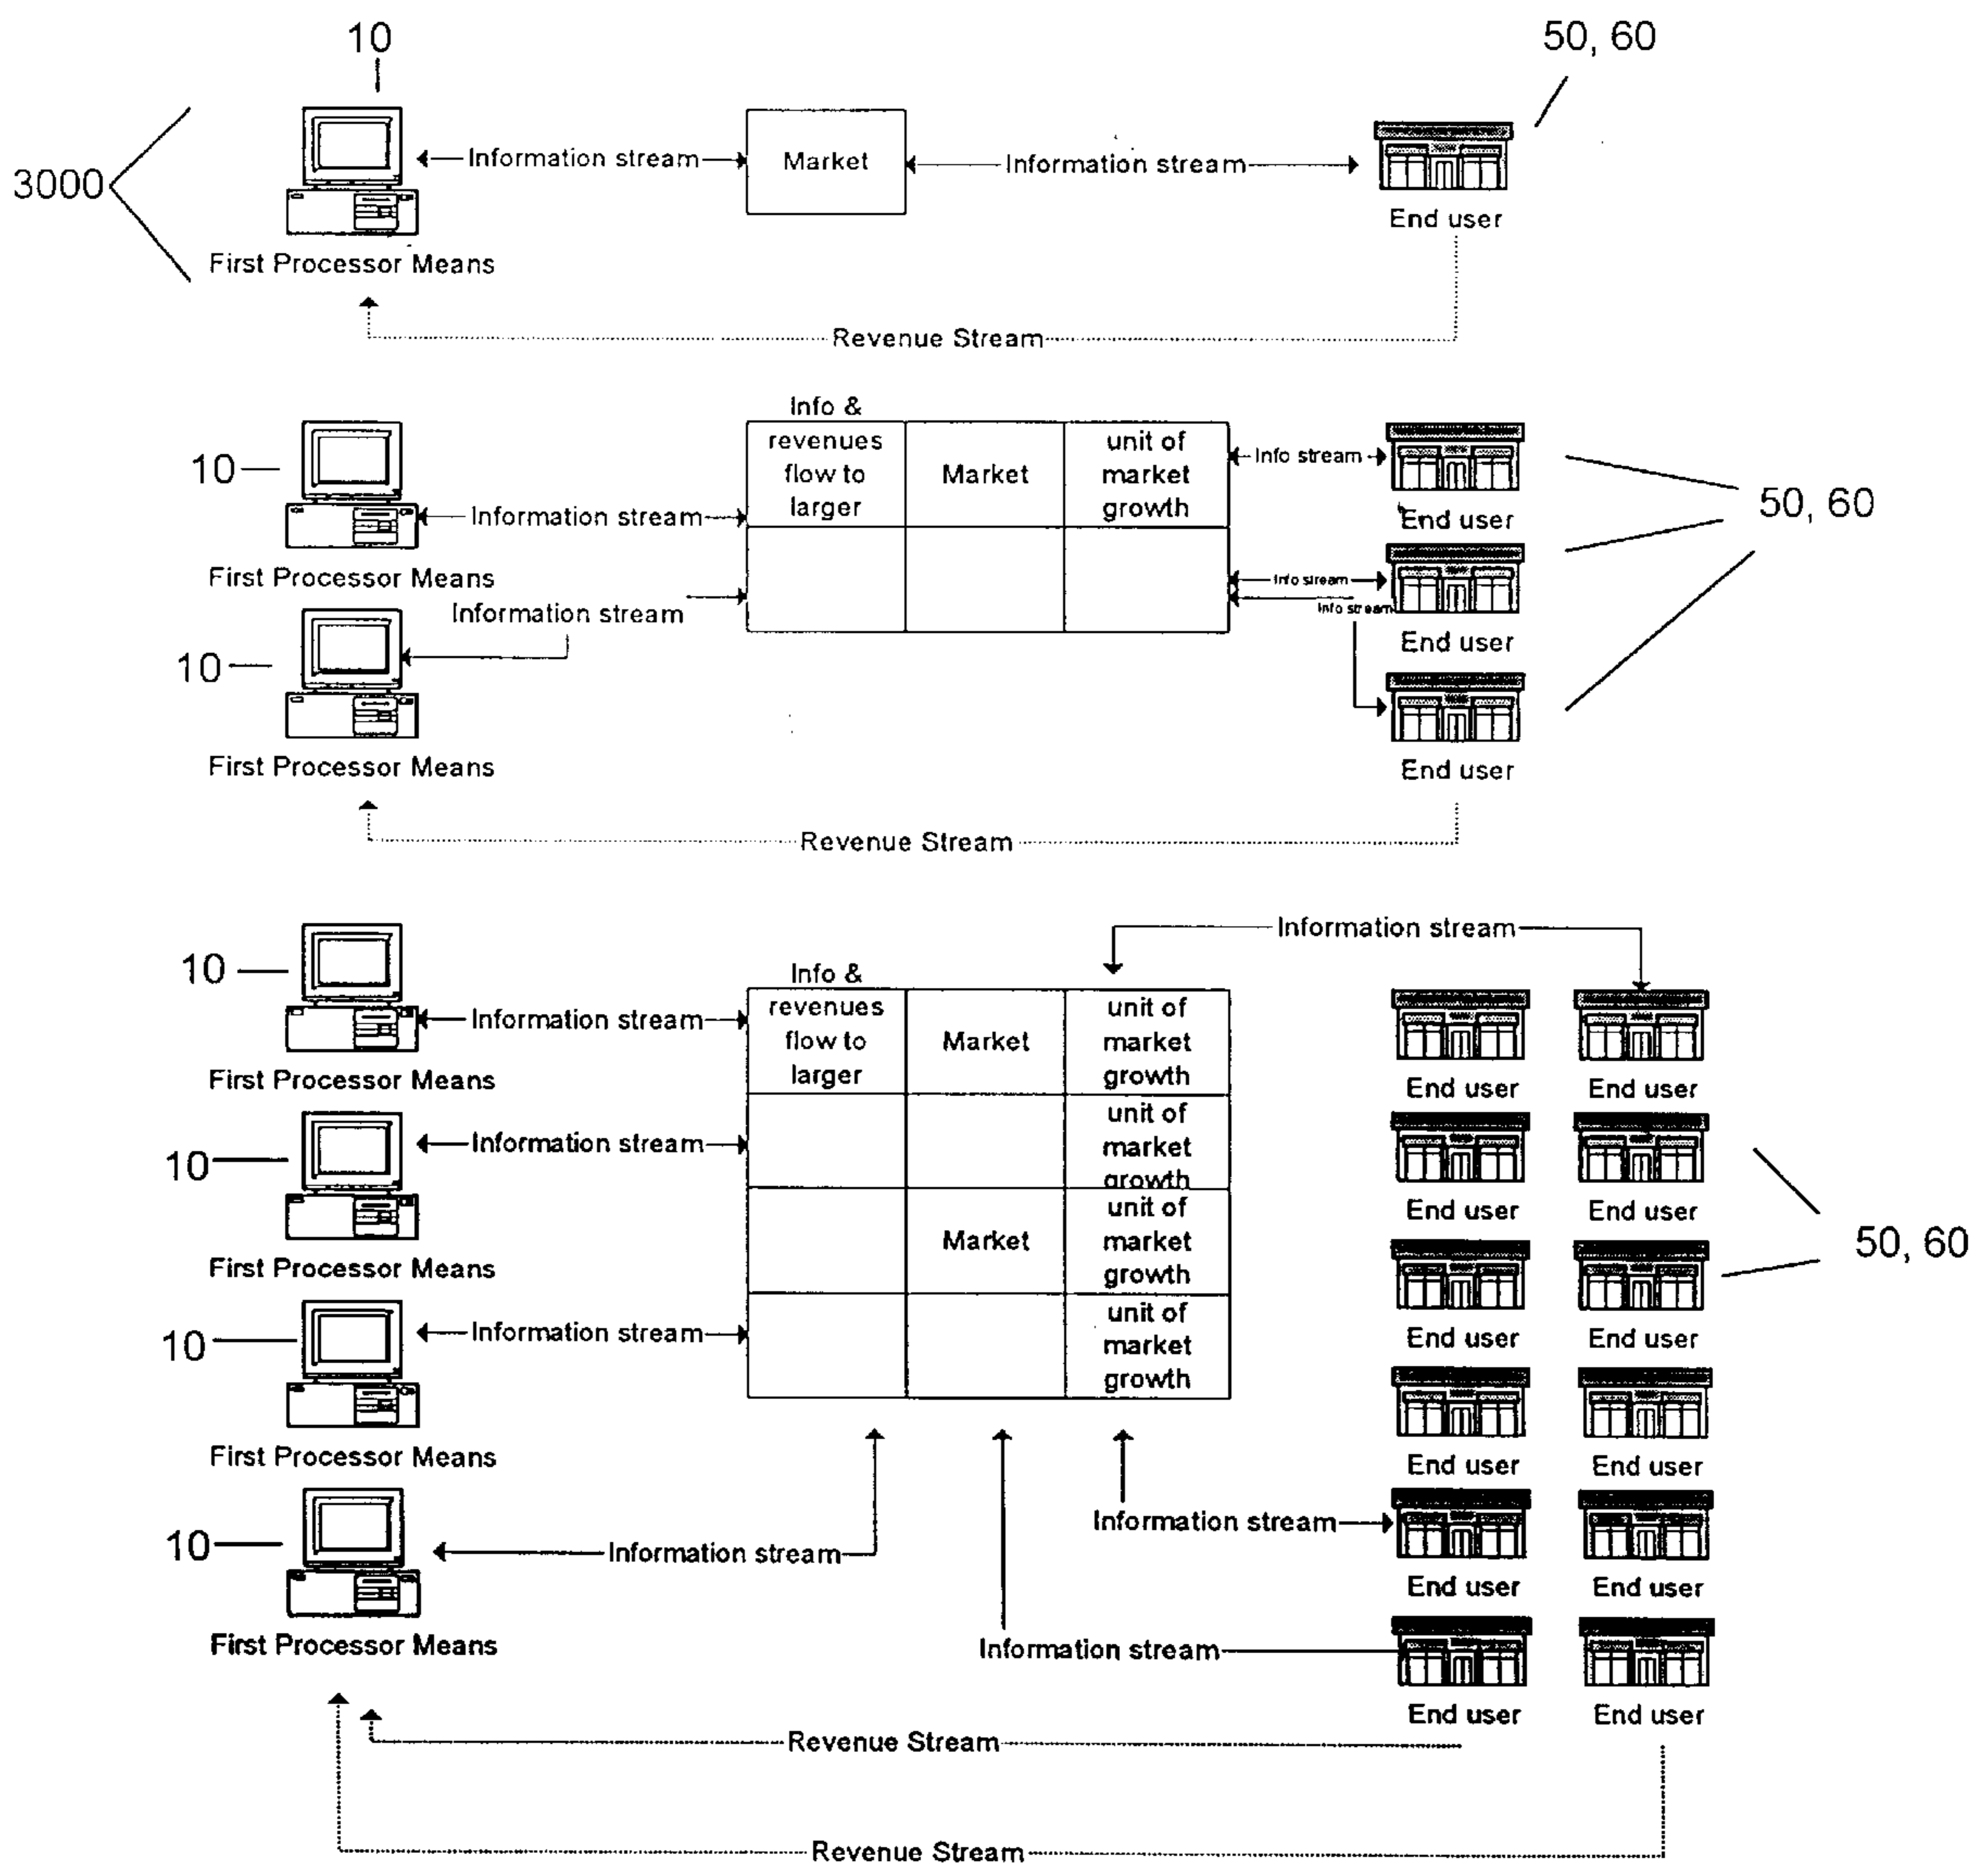 10
50, 60
3000
Information stream
Market
Information stream
End user
First Processor Means
Revenue Stream
Info &
revenues
flow to
larger
Market
unit of
market
growth
10
Information stream
Info stream
End user
50, 60
First Processor Means
Info stream
Info stream
Information stream
End user
10
First Processor Means
End user
Revenue Stream
Information stream
10
Info &
revenues
flow to
larger
Market
unit of
market
growth
Information stream
First Processor Means
End user
End user
10
Information stream
unit of
market
growth
End user
End user
50, 60
First Processor Means
Market
unit of
market
growth
End user
End user
10
Information stream
unit of
market
growth
First Processor Means
End user
End user
10
Information stream
Information stream
End user
End user
First Processor Means
Information stream
End user
End user
Revenue Stream
Revenue Stream